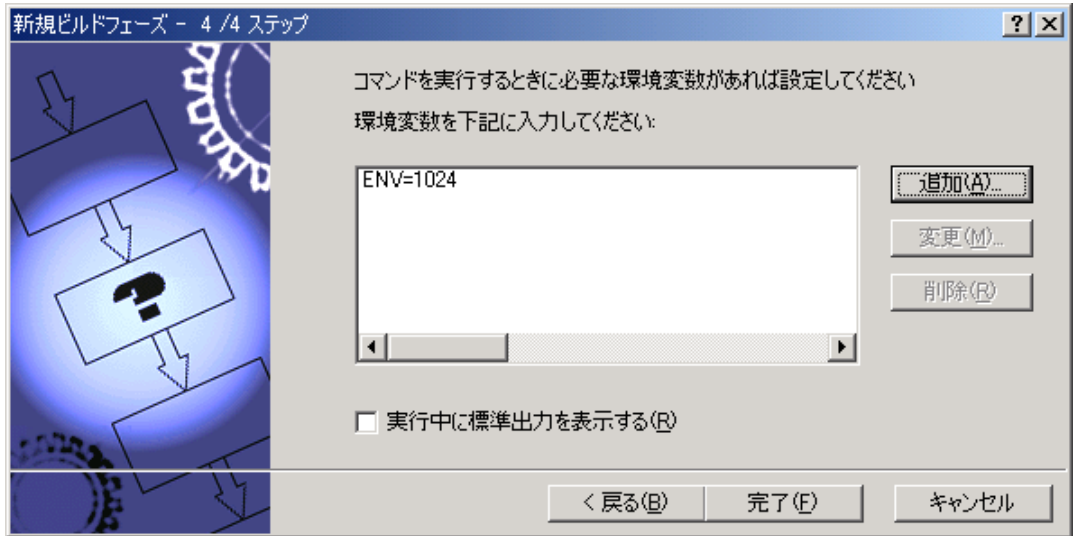 新規ビルドフェーズ - 4 /4 ステップ
コマンドを実行するときに必要な環境変数があれば設定してください
環境変数を下記に入力してください:
ENV=1024
追加(A)...
変更(M)...
削除(R)
実行中に標準出力を表示する(R)
< 戻る(B)
完了(F)
キャンセル